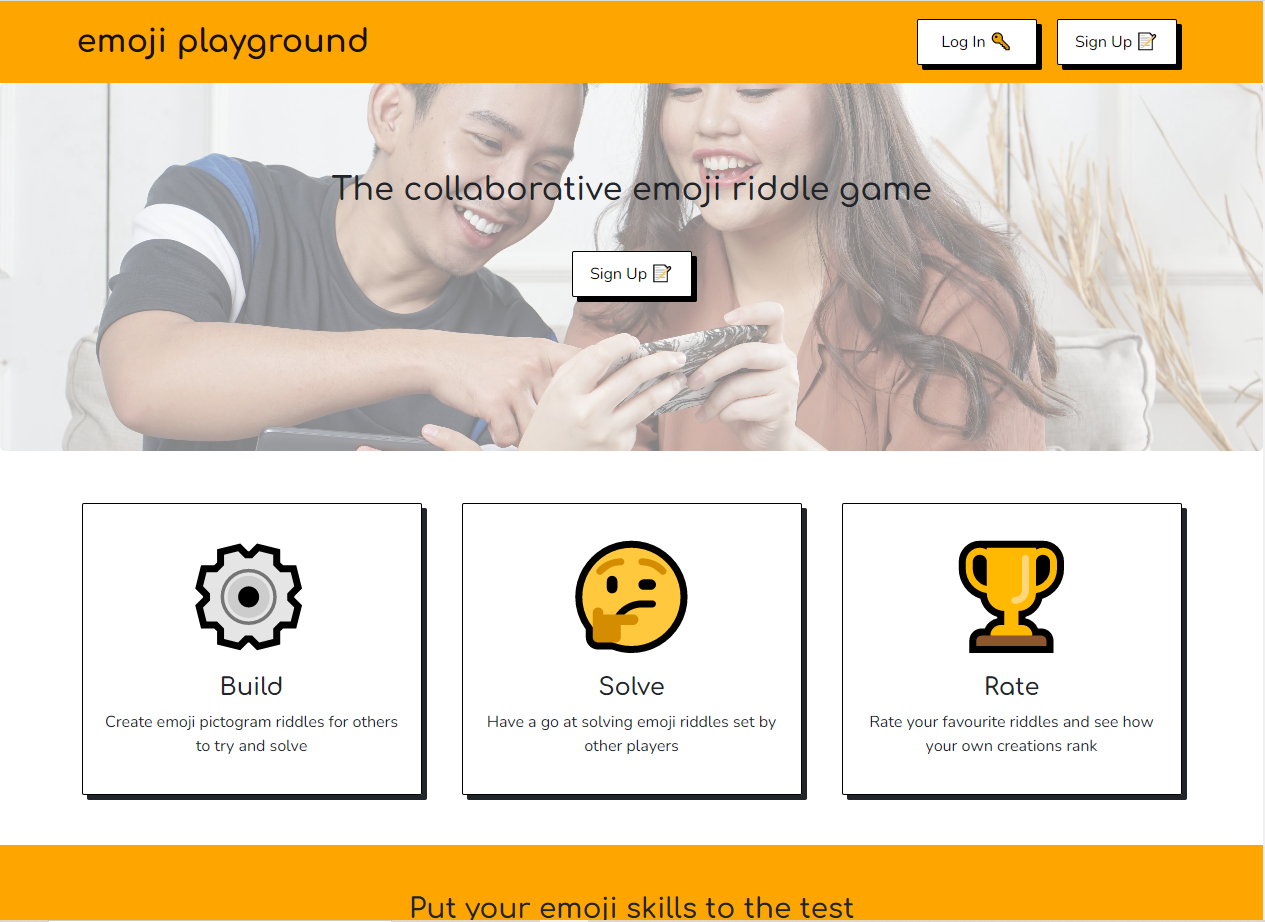 emoji playground
Log In 🔑
Sign Up 📝
The collaborative emoji riddle game
Sign Up 📝
Build
Create emoji pictogram riddles for others
to try and solve
Solve
Have a go at solving emoji riddles set by
other players
Rate
Rate your favourite riddles and see how
your own creations rank
Put your emoji skills to the test